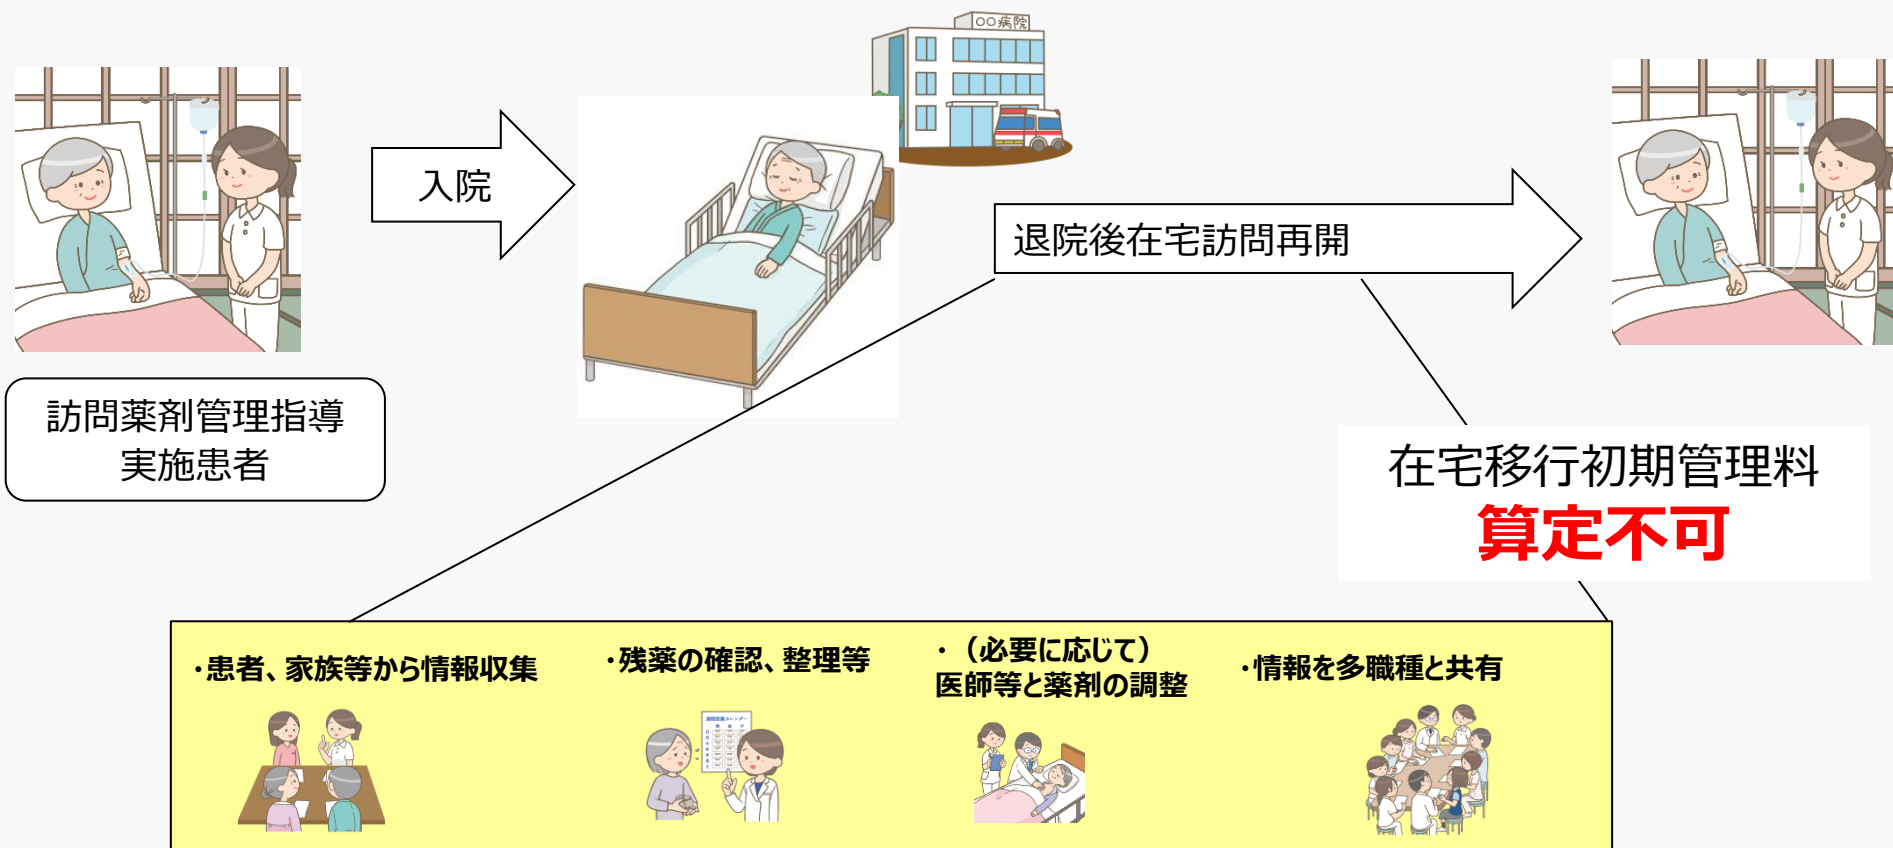 ○○病院
入院
退院後在宅訪問再開
訪問薬剤管理指導
実施患者
在宅移行初期管理料
算定不可
・患者、家族等から情報収集
・残薬の確認、整理等
・（必要に応じて）
医師等と薬剤の調整
・情報を多職種と共有